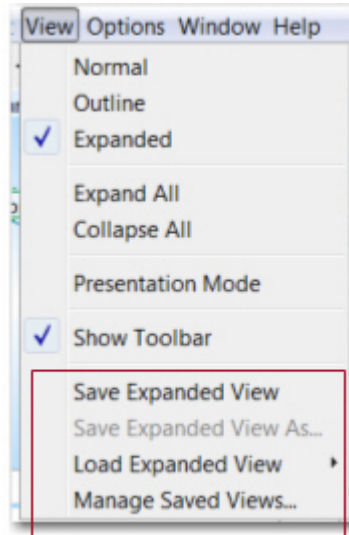 View Options Window Help
Normal
Outline
Expanded
Expand All
Collapse All
Presentation Mode
Show Toolbar
Save Expanded View
Save Expanded View As...
Load Expanded View
Manage Saved Views...